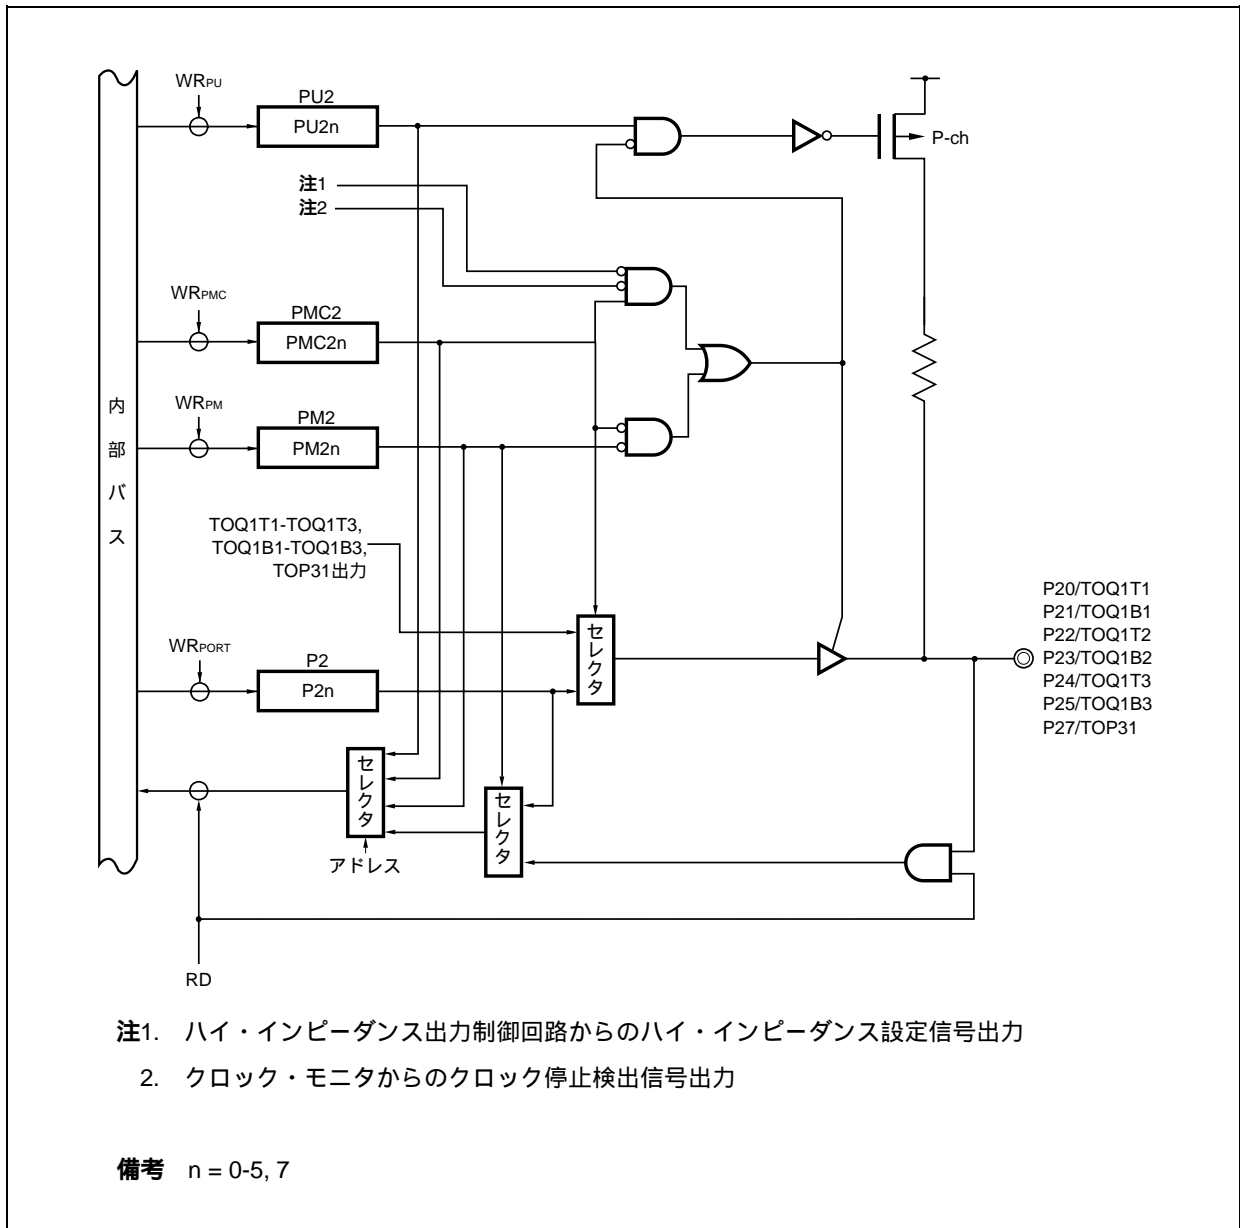 WRPU
PU2
PU2n
P-ch
注1
注2
WRPMC
PMC2
PMC2n
WRPM
PM2
PM2n
内部バス
TOQ1T1-TOQ1T3,
TOQ1B1-TOQ1B3,
TOP31出力
セレクタ
WRPORT
P2
P2n
P20/TOQ1T1
P21/TOQ1B1
P22/TOQ1T2
P23/TOQ1B2
P24/TOQ1T3
P25/TOQ1B3
P27/TOP31
セレクタ
セレクタ
アドレス
RD
注1. ハイ・インピーダンス出力制御回路からのハイ・インピーダンス設定信号出力
2. クロック・モニタからのクロック停止検出信号出力
備考 n = 0-5, 7